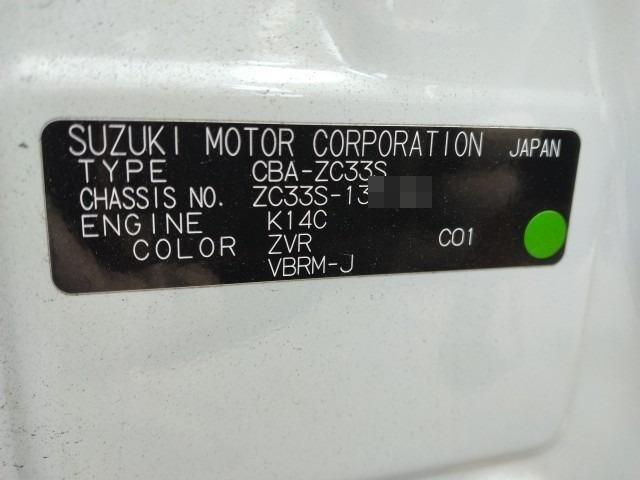 SUZUKI MOTOR CORPORATION JAPAN
TYPE CBA-ZC33S
CHASSIS NO. ZC33S-13
ENGINE K14C
COLOR ZVR C01
VBRM-J